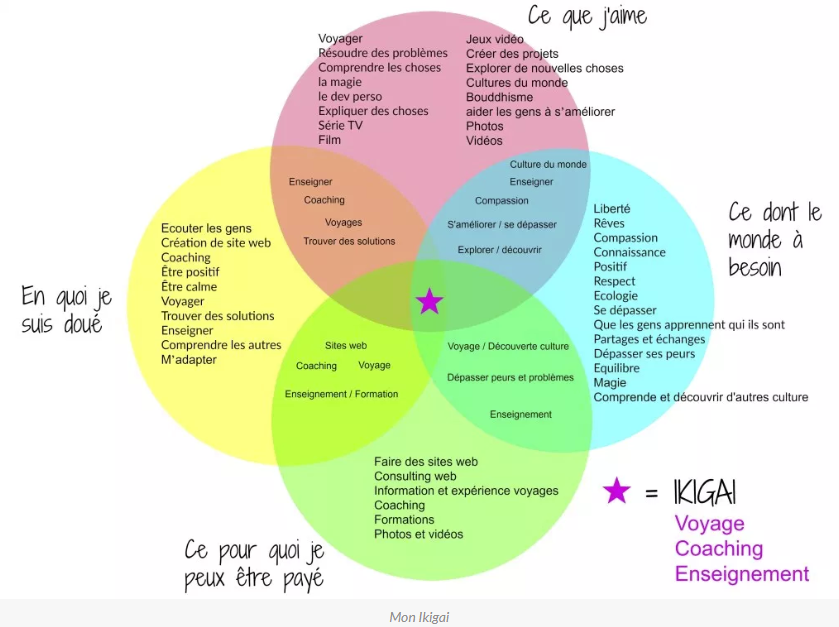 Ce que j'aime
Voyager
Résoudre des problèmes
Comprendre les choses
la magie
le dev perso
Expliquer des choses
Série TV
Film
Jeux vidéo
Créer des projets
Explorer de nouvelles choses
Cultures du monde
Bouddhisme
aider les gens à s'améliorer
Photos
Vidéos
Enseigner
Coaching
Voyages
Trouver des solutions
Culture du monde
Enseigner
Compassion
S'améliorer / se dépasser
Explorer / découvrir
En quoi je
suis doué
Ecouter les gens
Création de site web
Coaching
Être positif
Être calme
Voyager
Trouver des solutions
Enseigner
Comprendre les autres
M'adapter
Ce dont le
monde à
besoin
Liberté
Rêves
Compassion
Connaissance
Positif
Respect
Ecologie
Se dépasser
Que les gens apprennent qui ils sont
Partages et échanges
Dépasser ses peurs
Equilibre
Magie
Comprende et découvrir d'autres culture
Sites web
Coaching Voyage
Enseignement / Formation
Voyage / Découverte culture
Dépasser peurs et problèmes
Enseignement
Faire des sites web
Consulting web
Information et expérience voyages
Coaching
Formations
Photos et vidéos
Ce pour quoi je
peux être payé
= IKIGAI
Voyage
Coaching
Enseignement
Mon Ikigai